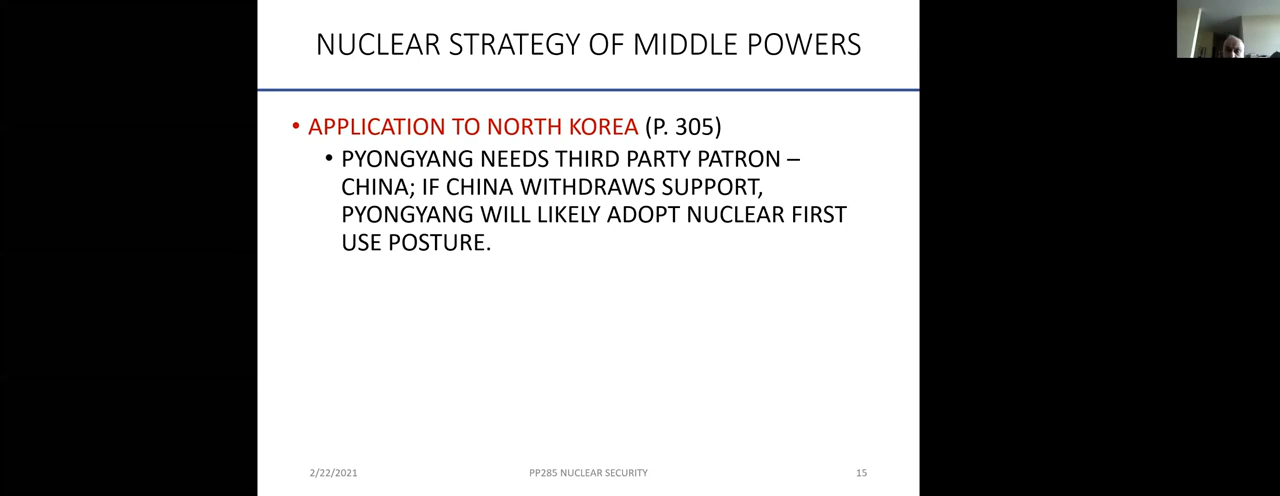 NUCLEAR STRATEGY OF MIDDLE POWERS
• APPLICATION TO NORTH KOREA (P. 305)
• PYONGYANG NEEDS THIRD PARTY PATRON –
CHINA; IF CHINA WITHDRAWS SUPPORT,
PYONGYANG WILL LIKELY ADOPT NUCLEAR FIRST
USE POSTURE.
2/22/2021
PP285 NUCLEAR SECURITY
15